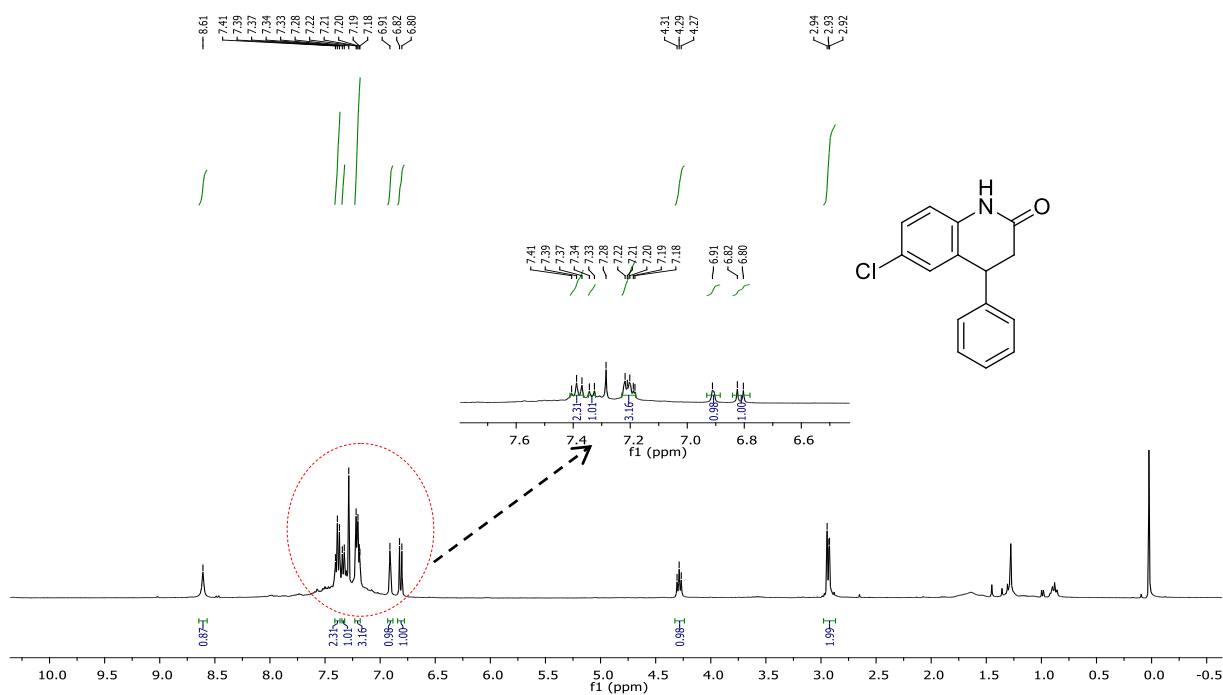 8.61 7.41 7.39 7.37 7.34 7.33 7.28 7.22 7.21 7.20 7.19 7.18 6.91 6.82 6.80 4.31 4.29 4.27 2.94 2.93 2.92
H
N
O
Cl
7.41 7.39 7.37 7.34 7.33 7.28 7.22 7.21 7.20 7.19 7.18 6.91 6.82 6.80
2.31 1.01 3.16 0.98 1.00
7.6 7.4 7.2 7.0 6.8 6.6
f1 (ppm)
0.87 2.31 1.01 3.16 0.98 1.00 0.98 1.99
10.0 9.5 9.0 8.5 8.0 7.5 7.0 6.5 6.0 5.5 5.0 4.5 4.0 3.5 3.0 2.5 2.0 1.5 1.0 0.5 0.0 -0.5
f1 (ppm)